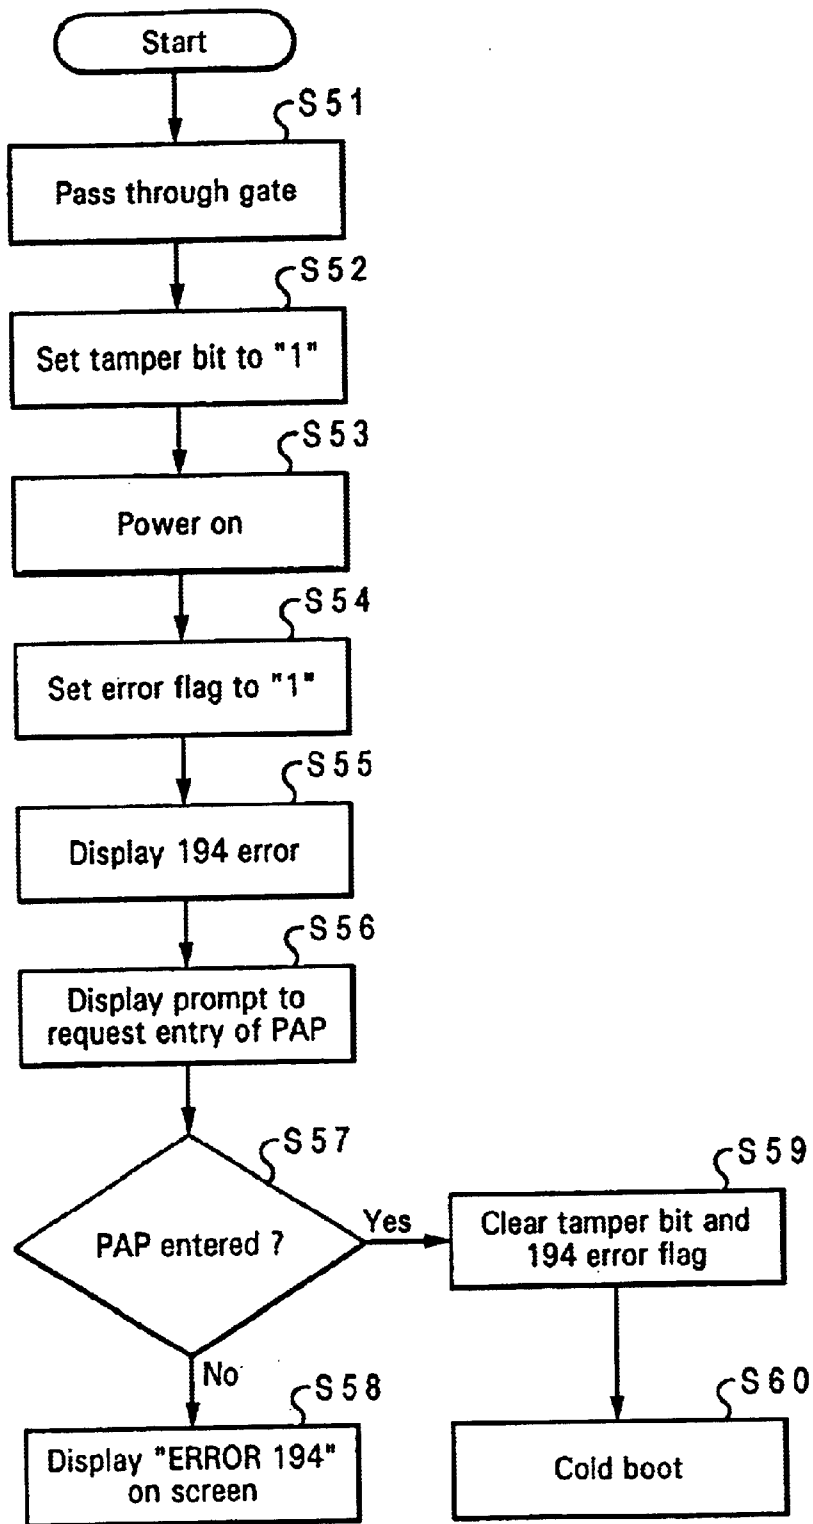 Start
S51
Pass through gate
S52
Set tamper bit to "1"
S53
Power on
S54
Set error flag to "1"
S55
Display 194 error
S56
Display prompt to
request entry of PAP
S57
PAP entered ?
Yes
S59
Clear tamper bit and
194 error flag
No
S58
Display "ERROR 194"
on screen
S60
Cold boot